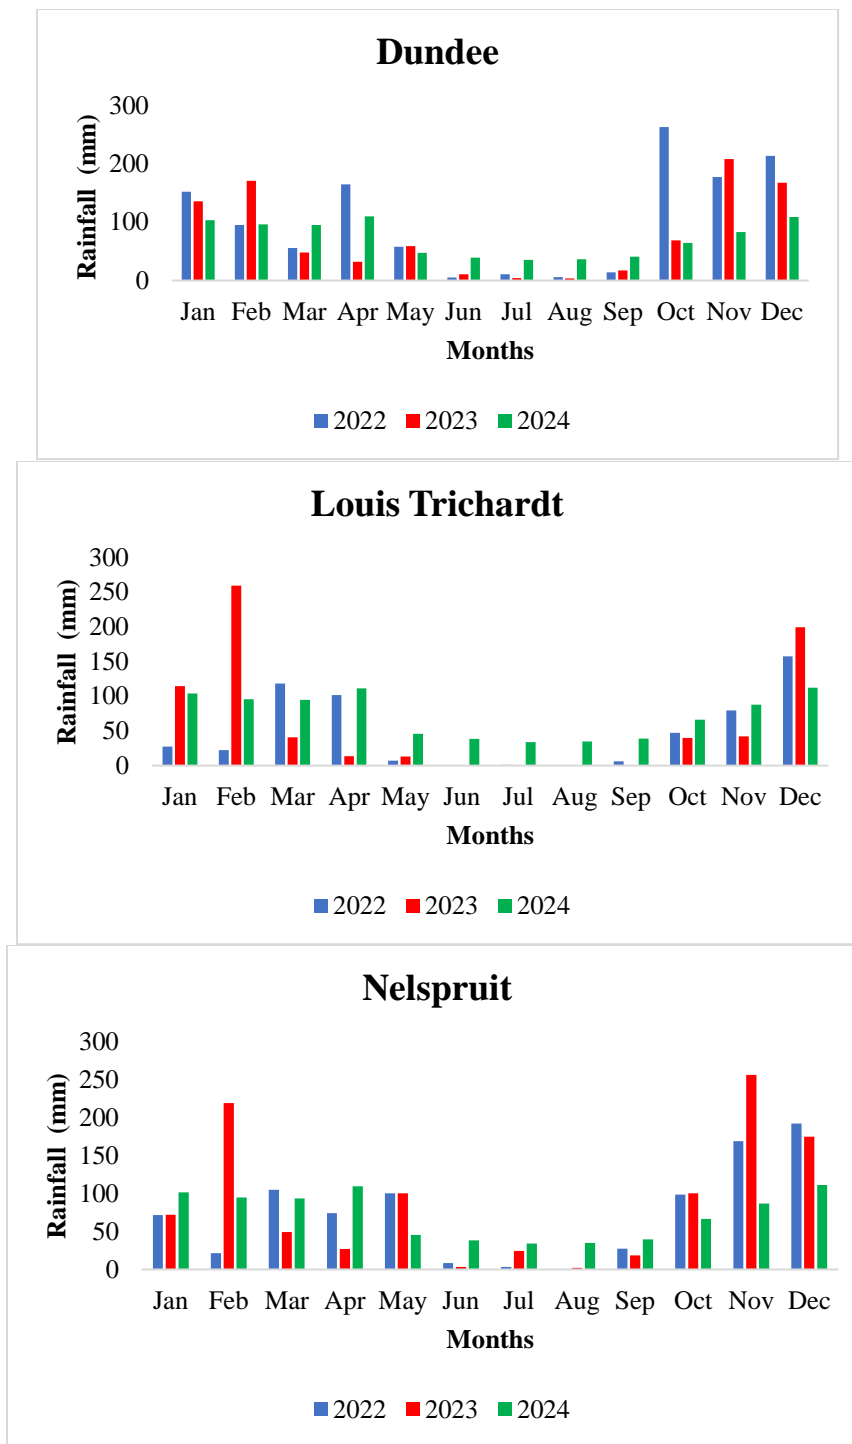 Dundee
300
200
100
0
Rainfall (mm)
Jan Feb Mar Apr May Jun Jul Aug Sep Oct Nov Dec
Months
2022 2023 2024
Louis Trichardt
300
250
200
150
100
50
0
Rainfall (mm)
Jan Feb Mar Apr May Jun Jul Aug Sep Oct Nov Dec
Months
2022 2023 2024
Nelspruit
300
250
200
150
100
50
0
Rainfall (mm)
Jan Feb Mar Apr May Jun Jul Aug Sep Oct Nov Dec
Months
2022 2023 2024